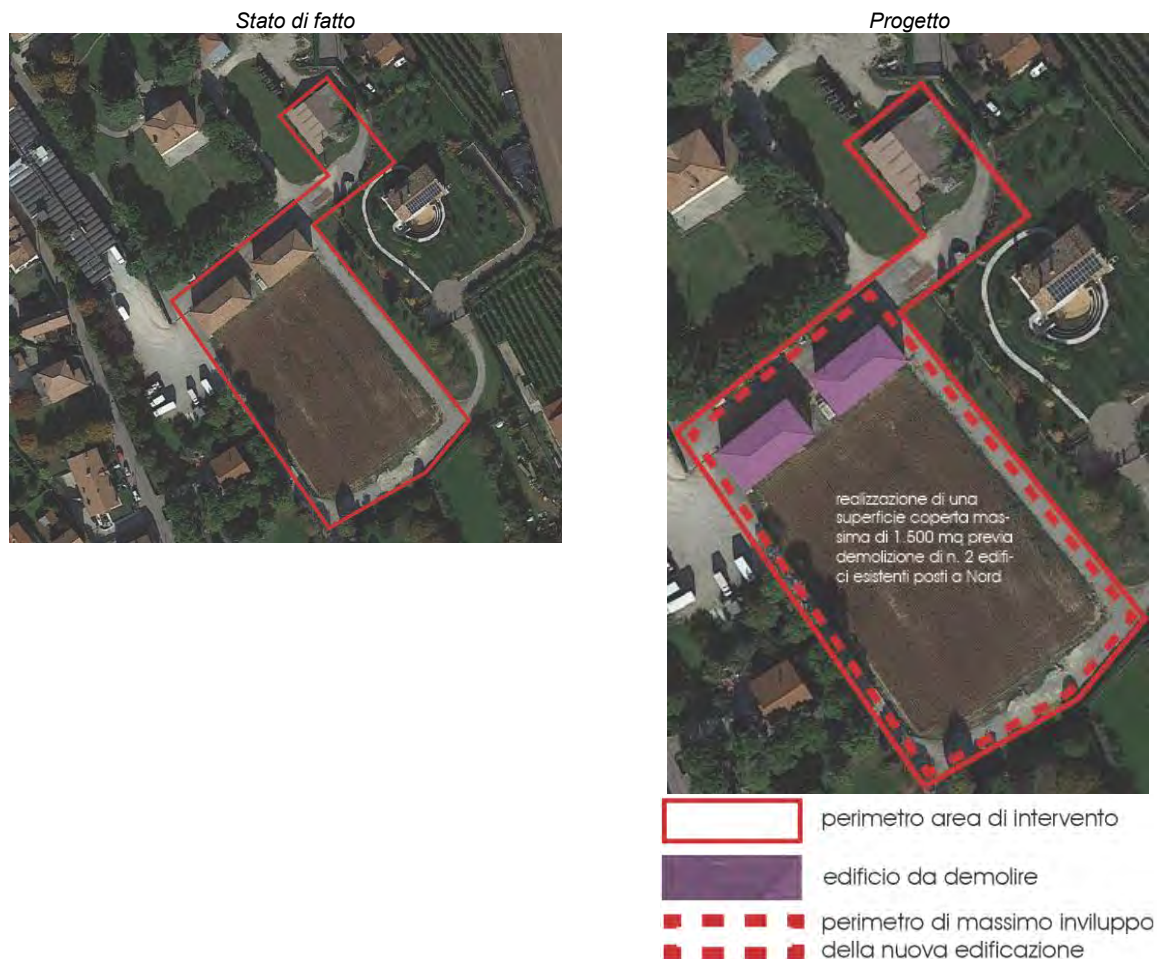 Stato di fatto
Progetto
realizzazione di una
superficie coperta mas-
sima di 1.500 mq previa
demolizione di n. 2 edifi-
ci esistenti posti a Nord
perimetro area di intervento
edificio da demolire
perimetro di massimo inviluppo
della nuova edificazione